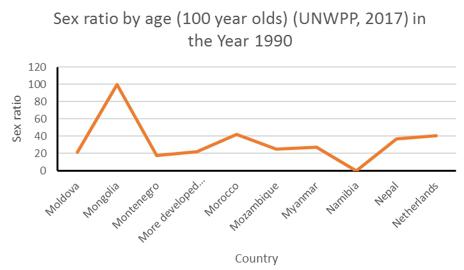 Sex ratio by age (100 year olds) (UNWPP, 2017) in
the Year 1990
120
100
80
60
40
20
0
Sex ratio
Moldova
Mongolia
Montenegro
More developed...
Morocco
Mozambique
Myanmar
Namibia
Nepal
Netherlands
Country